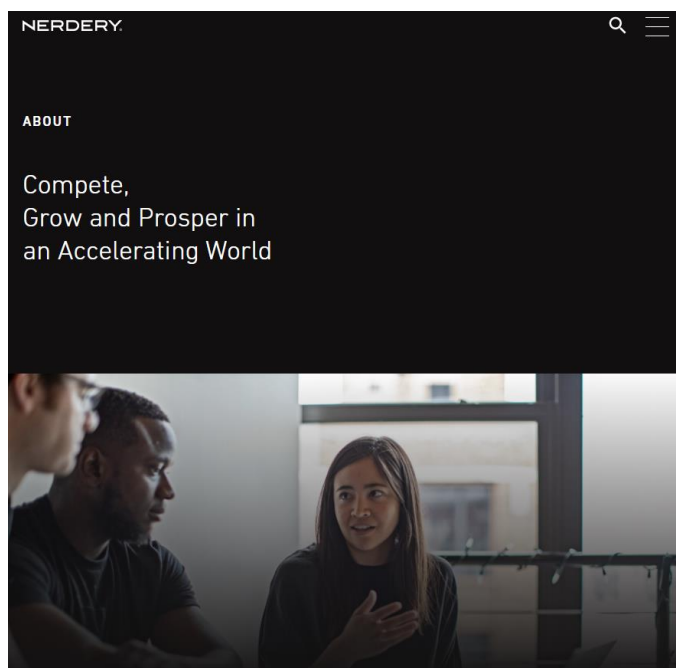 NERDERY.
ABOUT
Compete,
Grow and Prosper in
an Accelerating World